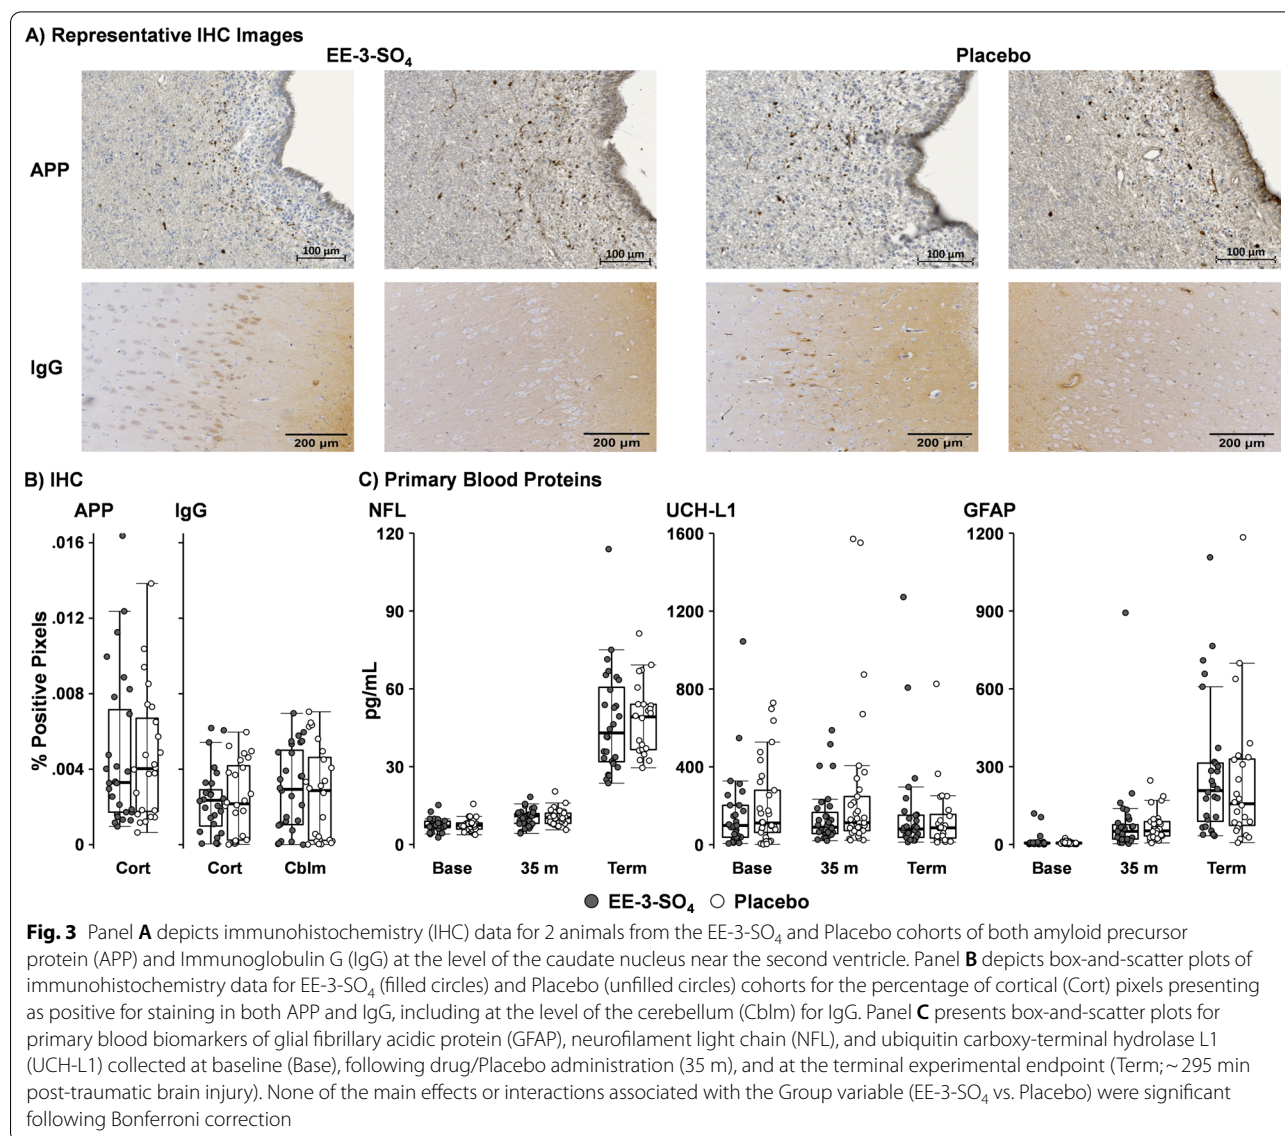 A) Representative IHC Images
EE-3-SO₄
Placebo
APP
100 µm
100 µm
100 µm
100 µm
IgG
200 µm
200 µm
200 µm
200 µm
B) IHC
C) Primary Blood Proteins
APP
IgG
NFL
UCH-L1
GFAP
% Positive Pixels
.016
.012
.008
.004
0
Cort
Cort
Cblm
pg/mL
120
90
60
30
0
Base
35 m
Term
1600
1200
800
400
0
Base
35 m
Term
1200
900
600
300
0
Base
35 m
Term
EE-3-SO₄
Placebo
Fig. 3 Panel A depicts immunohistochemistry (IHC) data for 2 animals from the EE-3-SO₄ and Placebo cohorts of both amyloid precursor
protein (APP) and Immunoglobulin G (IgG) at the level of the caudate nucleus near the second ventricle. Panel B depicts box-and-scatter plots of
immunohistochemistry data for EE-3-SO₄ (filled circles) and Placebo (unfilled circles) cohorts for the percentage of cortical (Cort) pixels presenting
as positive for staining in both APP and IgG, including at the level of the cerebellum (Cblm) for IgG. Panel C presents box-and-scatter plots for
primary blood biomarkers of glial fibrillary acidic protein (GFAP), neurofilament light chain (NFL), and ubiquitin carboxy-terminal hydrolase L1
(UCH-L1) collected at baseline (Base), following drug/Placebo administration (35 m), and at the terminal experimental endpoint (Term; ~ 295 min
post-traumatic brain injury). None of the main effects or interactions associated with the Group variable (EE-3-SO₄ vs. Placebo) were significant
following Bonferroni correction